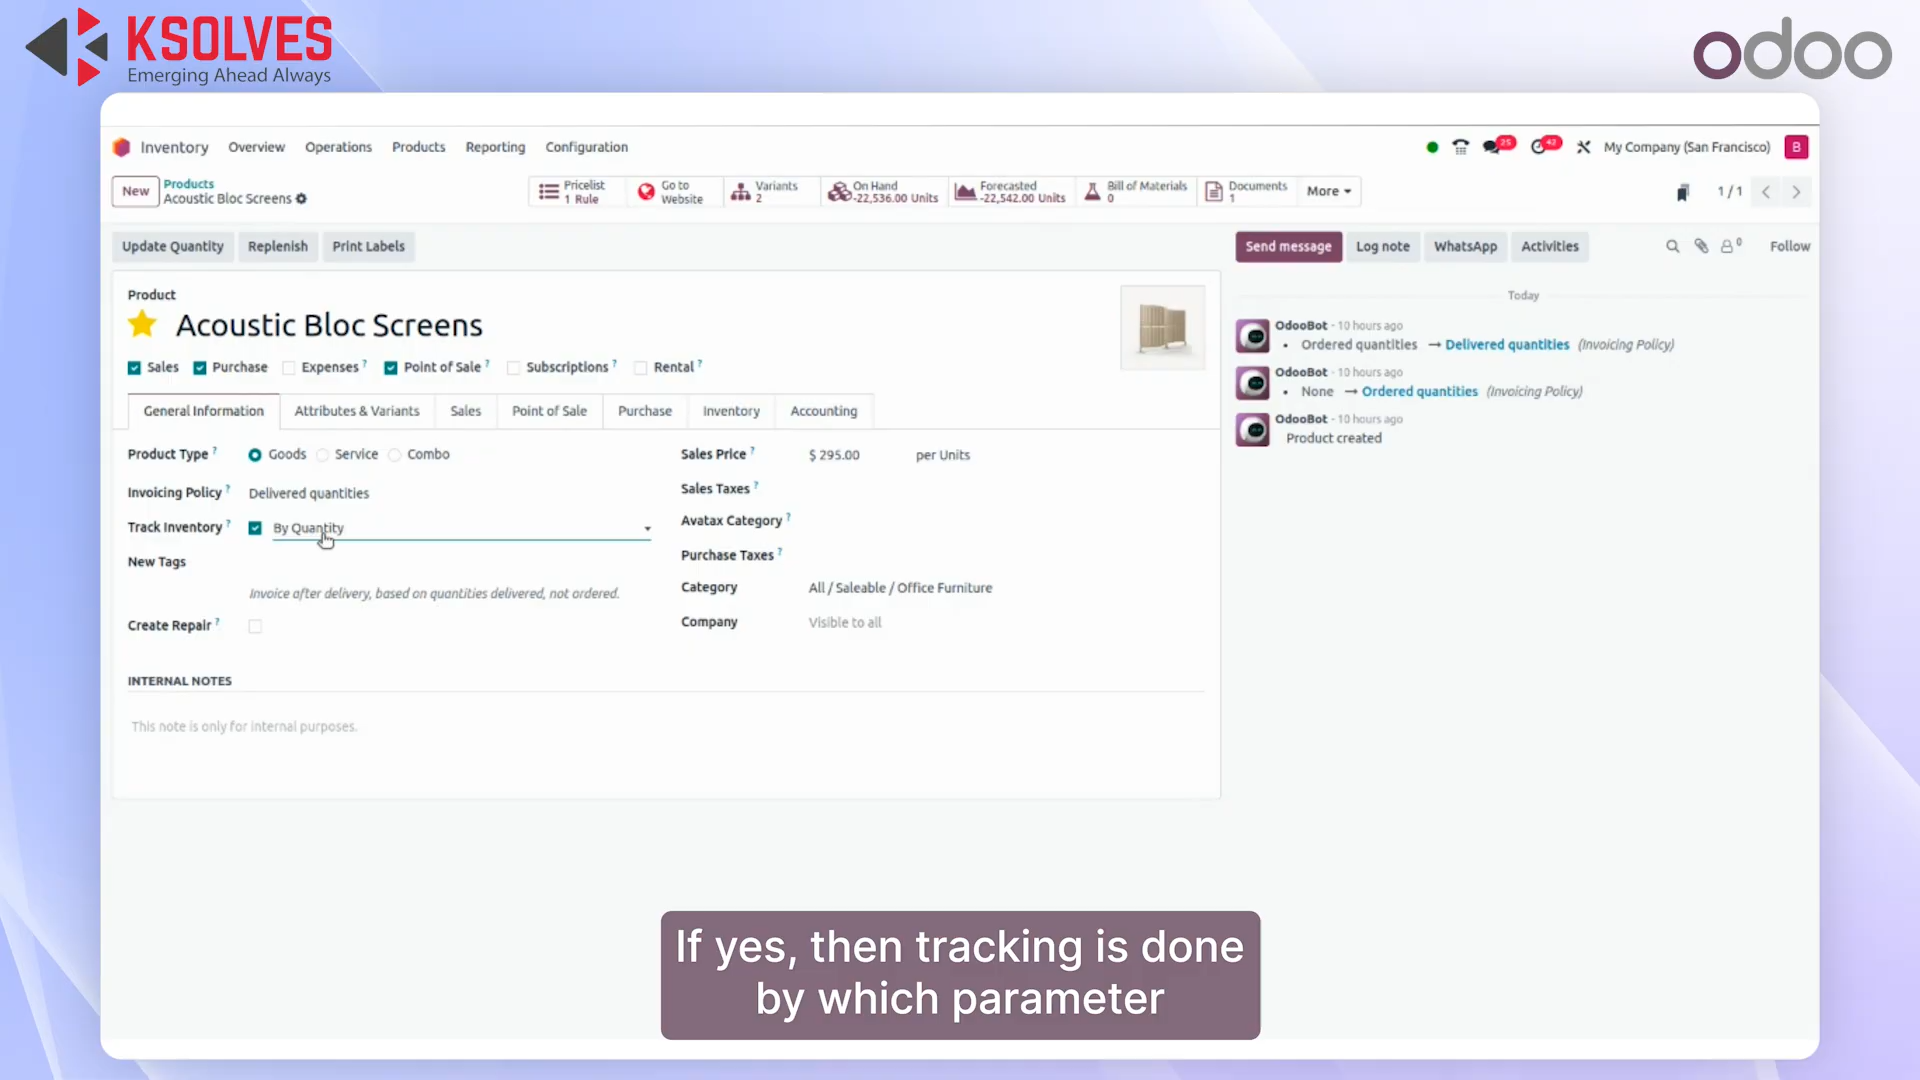 KSOLVES
Emerging Ahead Always
odoo
Inventory Overview Operations Products Reporting Configuration
25 42 My Company (San Francisco) B
New Products
Acoustic Bloc Screens
Pricelist
1 Rule
Go to
Website
Variants
2
On Hand
-22,536.00 Units
Forecasted
-22,542.00 Units
Bill of Materials
0
Documents
1
More
1 / 1
Update Quantity Replenish Print Labels
Send message Log note WhatsApp Activities 0 Follow
Product
Acoustic Bloc Screens
Sales Purchase Expenses ? Point of Sale ? Subscriptions ? Rental ?
General Information Attributes & Variants Sales Point of Sale Purchase Inventory Accounting
Product Type ? Goods Service Combo
Invoicing Policy ? Delivered quantities
Track Inventory ? By Quantity
New Tags
Invoice after delivery, based on quantities delivered, not ordered.
Create Repair ?
Sales Price ? $ 295.00 per Units
Sales Taxes ?
Avatax Category ?
Purchase Taxes ?
Category All / Saleable / Office Furniture
Company Visible to all
INTERNAL NOTES
This note is only for internal purposes.
Today
OdooBot - 10 hours ago
• Ordered quantities → Delivered quantities (Invoicing Policy)
OdooBot - 10 hours ago
• None → Ordered quantities (Invoicing Policy)
OdooBot - 10 hours ago
Product created
If yes, then tracking is done
by which parameter